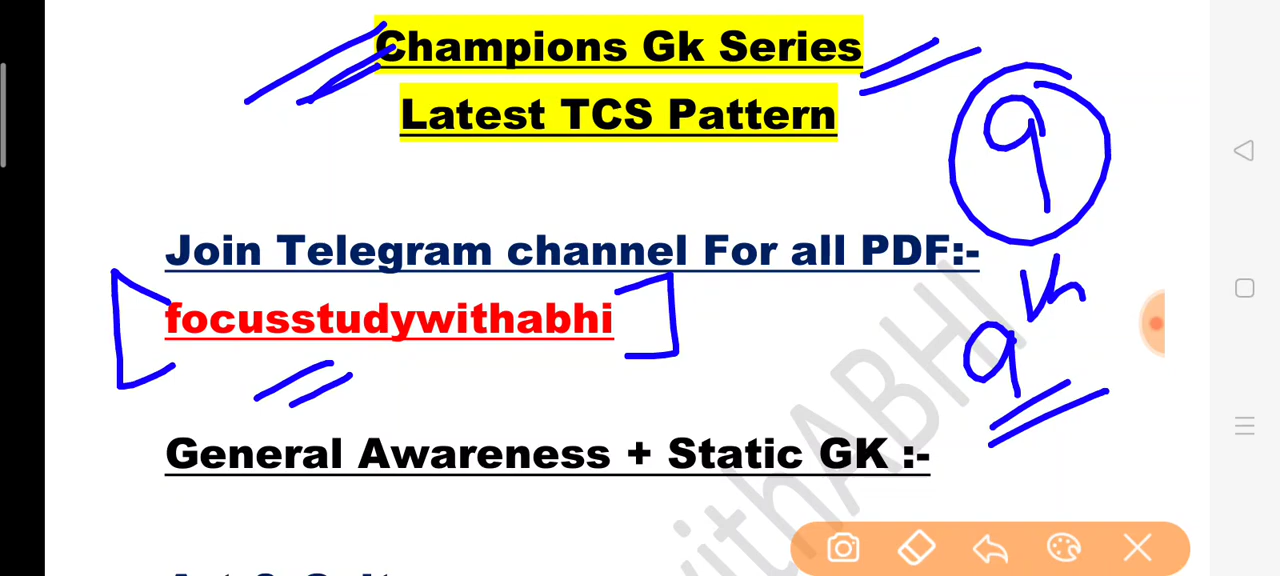 Champions Gk Series
Latest TCS Pattern
9
Join Telegram channel For all PDF:-
focusstudywithabhi
9th
General Awareness + Static GK :-
withABHI